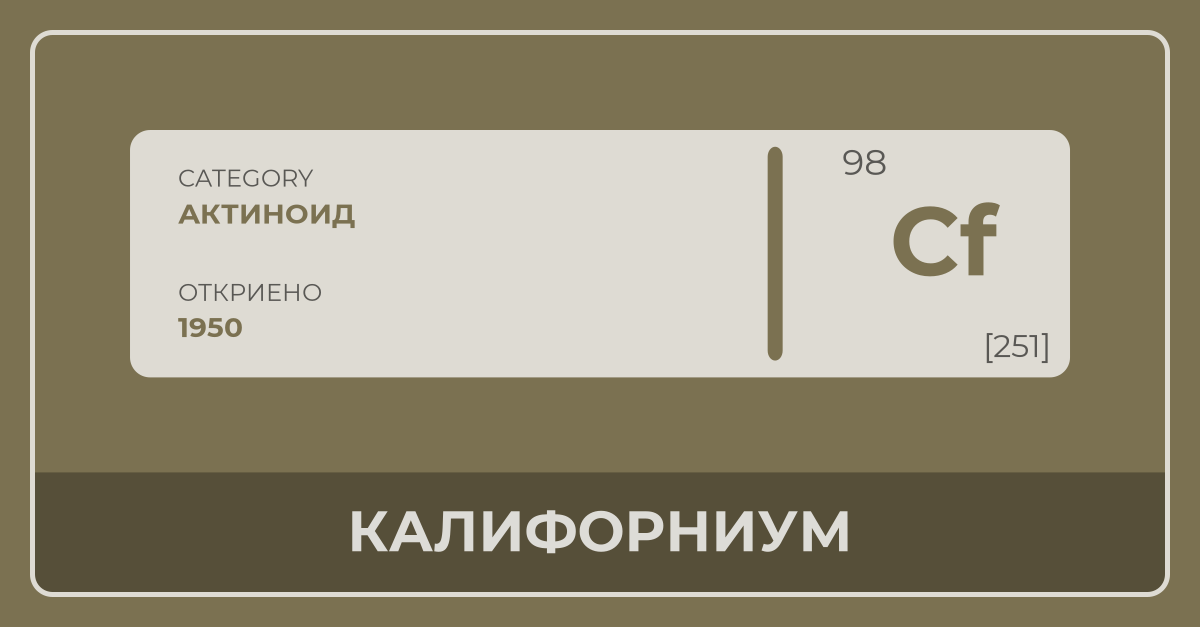 CATEGORY
АКТИНОИД
ОТКРИЕНО
1950
98
Cf
[251]
КАЛИФОРНИУМ